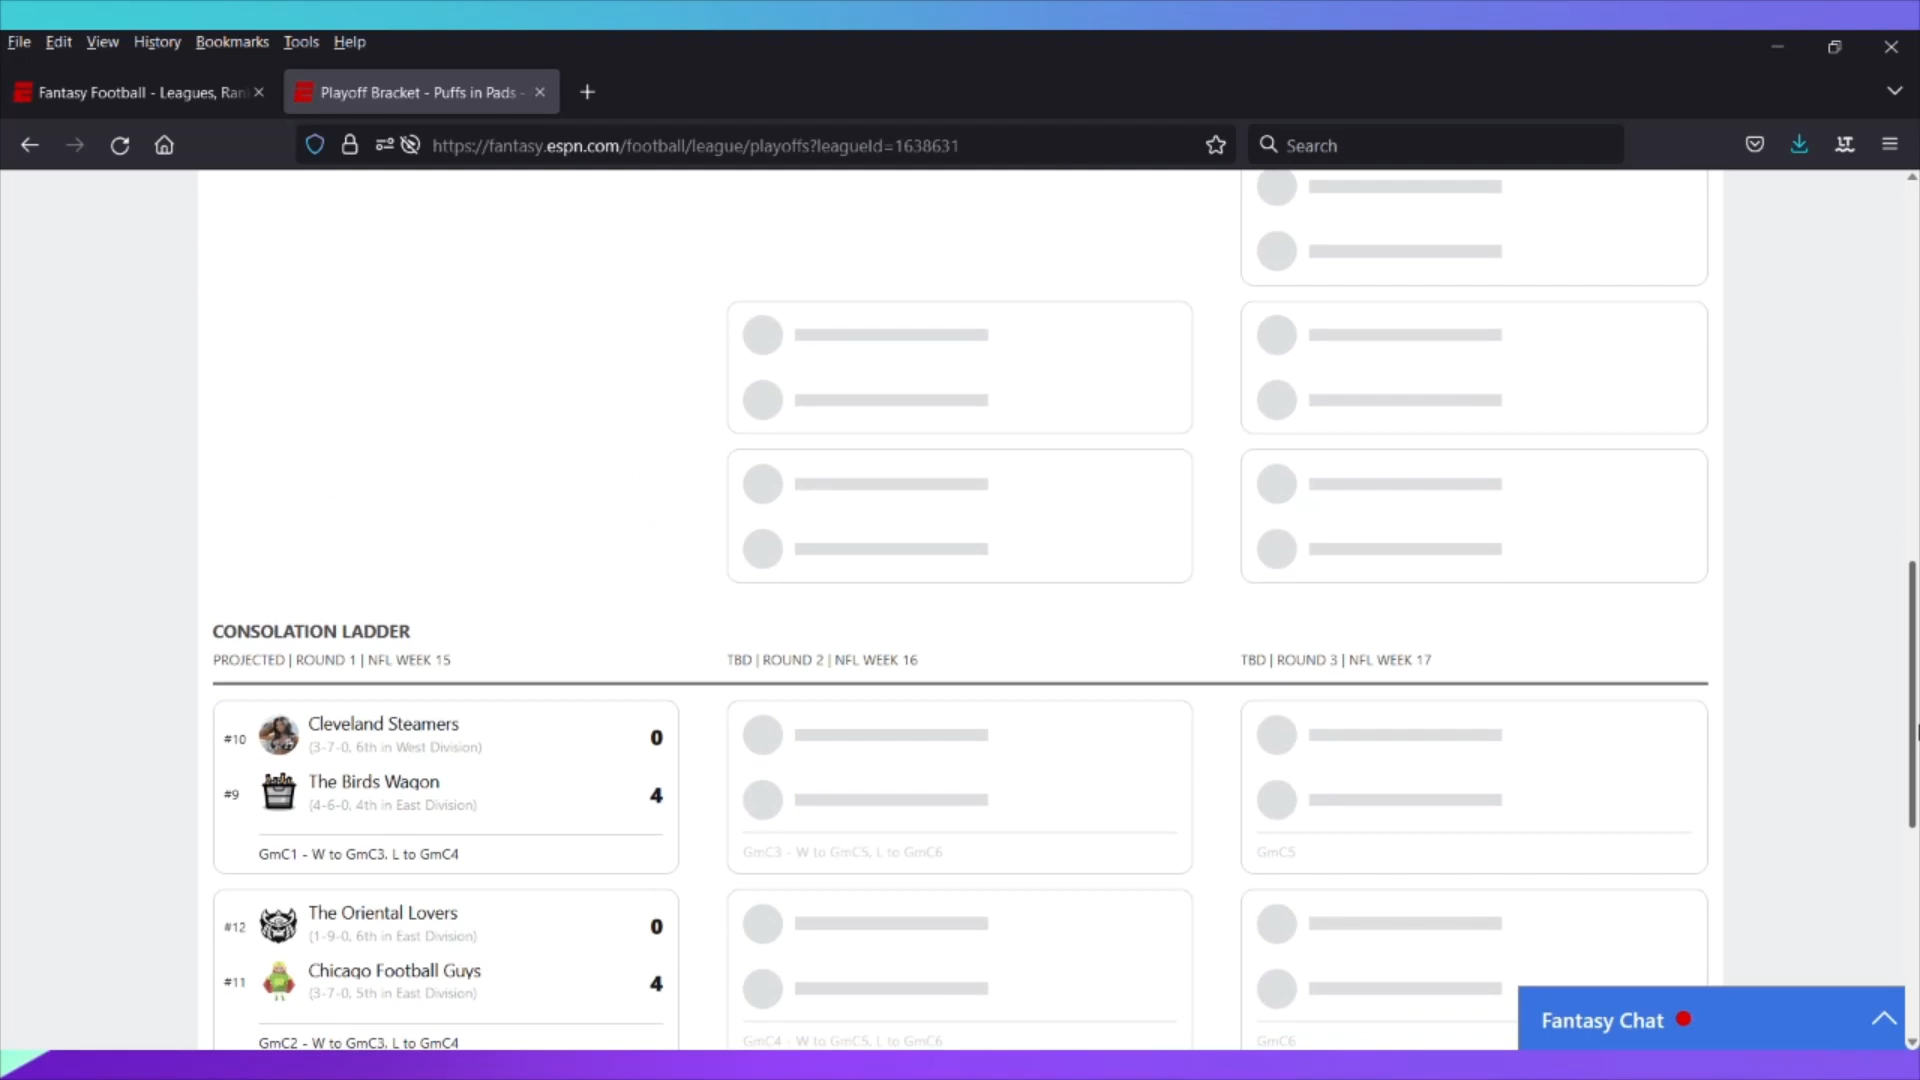 File Edit View History Bookmarks Tools Help
Fantasy Football - Leagues, Ran
Playoff Bracket - Puffs in Pads -
https://fantasy.espn.com/football/league/playoffs?leagueId=1638631
Search
CONSOLATION LADDER
PROJECTED | ROUND 1 | NFL WEEK 15
TBD | ROUND 2 | NFL WEEK 16
TBD | ROUND 3 | NFL WEEK 17
#10 Cleveland Steamers 0
(3-7-0, 6th in West Division)
#9 The Birds Wagon 4
(4-6-0, 4th in East Division)
GmC1 - W to GmC3, L to GmC4
GmC3 - W to GmC5, L to GmC6
GmC5
#12 The Oriental Lovers 0
(1-9-0, 6th in East Division)
#11 Chicago Football Guys 4
(3-7-0, 5th in East Division)
GmC2 - W to GmC3, L to GmC4
GmC4 - W to GmC5, L to GmC6
GmC6
Fantasy Chat